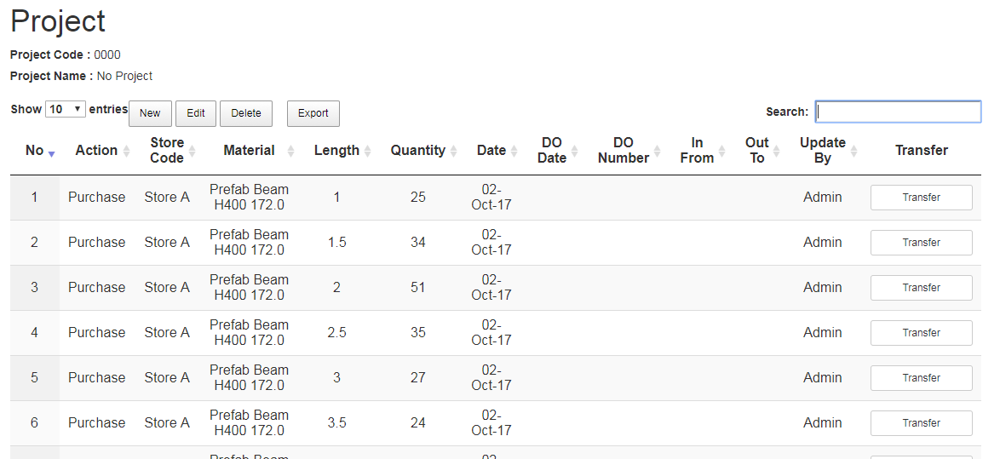 Project
Project Code : 0000
Project Name : No Project
Show 10 entries New Edit Delete Export Search:
No Action Store Code Material Length Quantity Date DO Date DO Number In From Out To Update By Transfer
1 Purchase Store A Prefab Beam H400 172.0 1 25 02-Oct-17 Admin Transfer
2 Purchase Store A Prefab Beam H400 172.0 1.5 34 02-Oct-17 Admin Transfer
3 Purchase Store A Prefab Beam H400 172.0 2 51 02-Oct-17 Admin Transfer
4 Purchase Store A Prefab Beam H400 172.0 2.5 35 02-Oct-17 Admin Transfer
5 Purchase Store A Prefab Beam H400 172.0 3 27 02-Oct-17 Admin Transfer
6 Purchase Store A Prefab Beam H400 172.0 3.5 24 02-Oct-17 Admin Transfer
Prefab Beam 02-